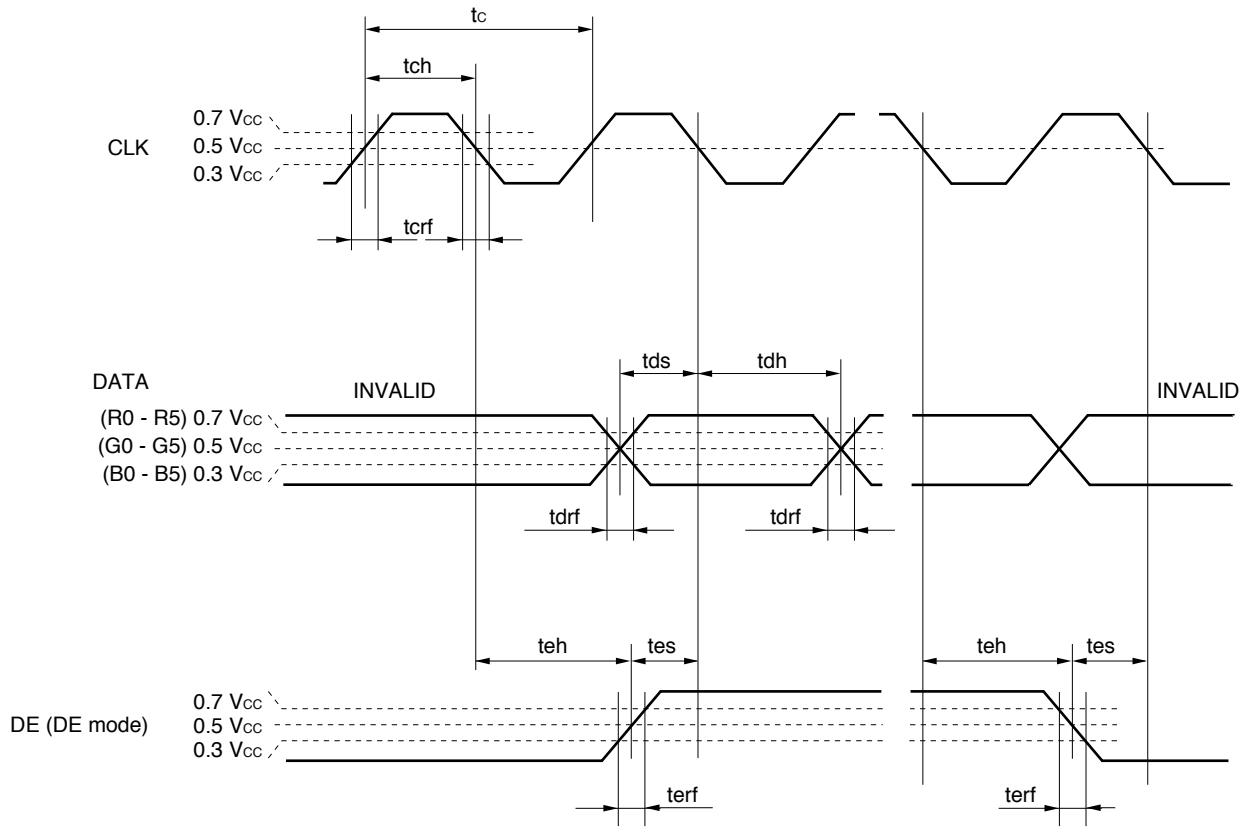 tc
tch
0.7 Vcc
CLK 0.5 Vcc
0.3 Vcc
tcrf
tds tdh
DATA INVALID INVALID
(R0 - R5) 0.7 Vcc
(G0 - G5) 0.5 Vcc
(B0 - B5) 0.3 Vcc
tdrf tdrf
teh tes teh tes
0.7 Vcc
DE (DE mode) 0.5 Vcc
0.3 Vcc
terf terf